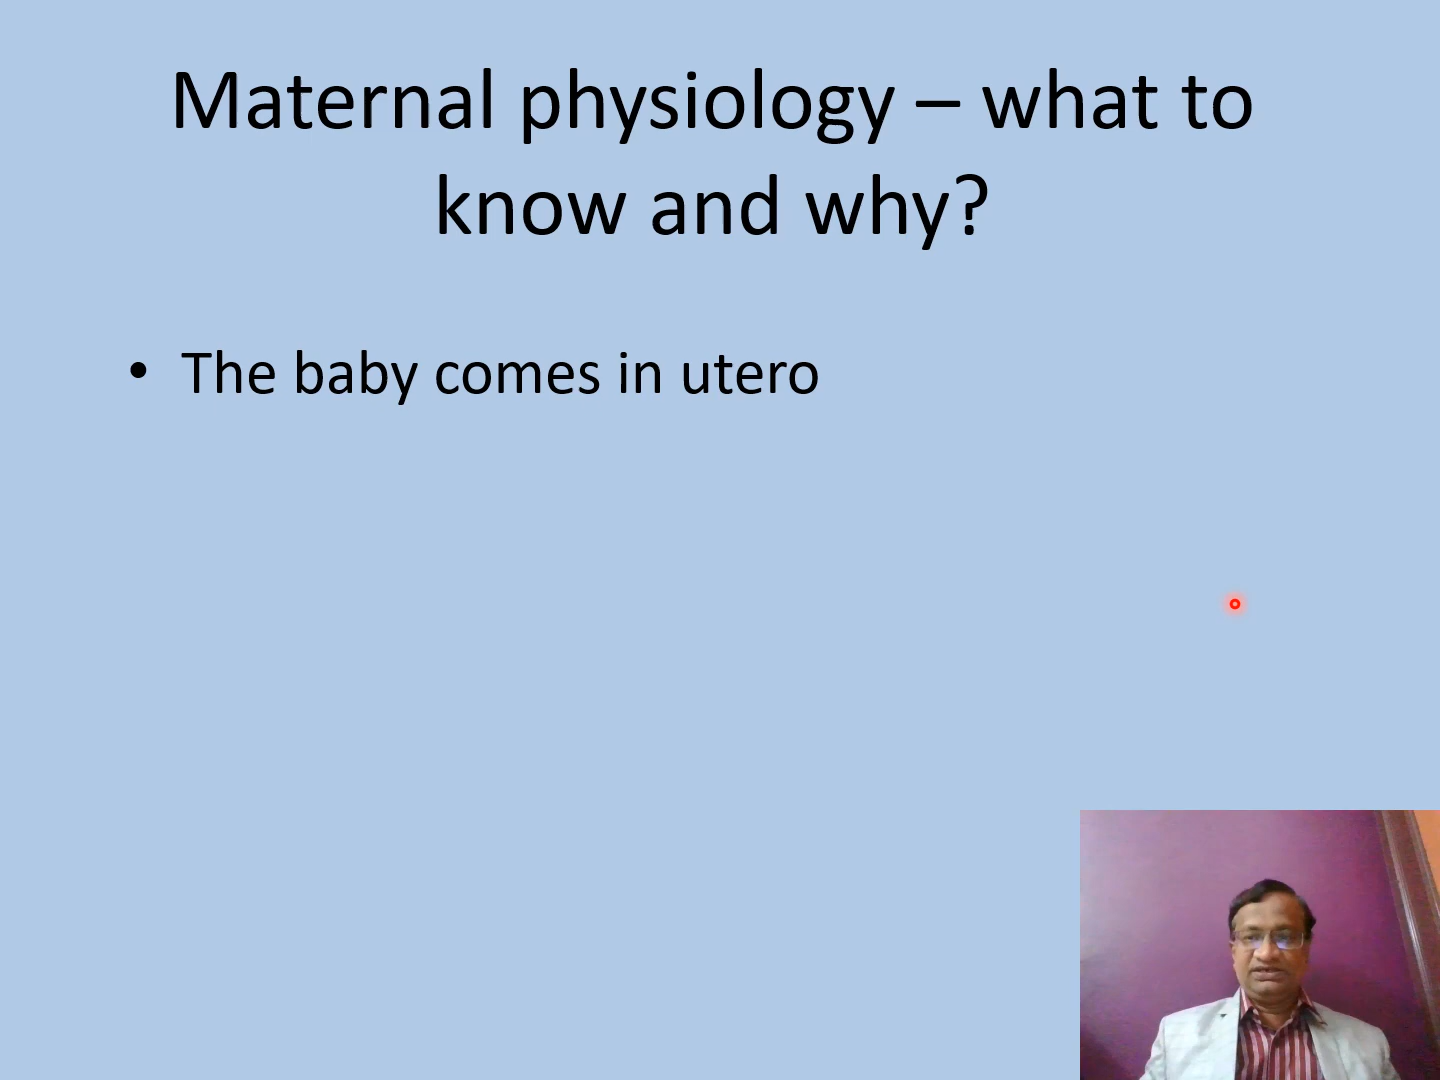 Maternal physiology – what to
know and why?
• The baby comes in utero